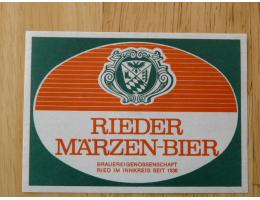 RIEDER
MÄRZEN-BIER
BRAUEREIGENOSSENSCHAFT
RIED IM INNKREIS SEIT 1536